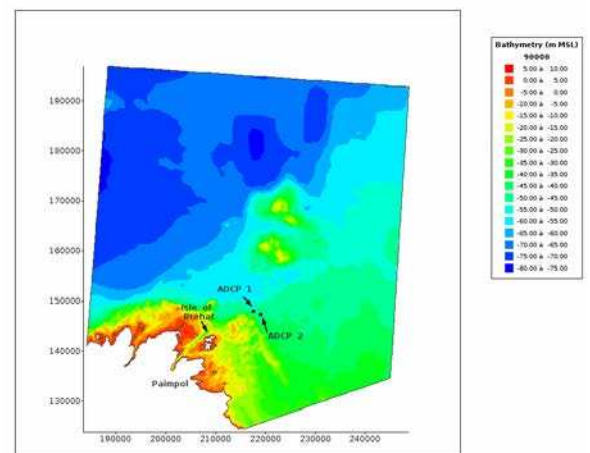 Bathymetry (m MSL)
90000
5.00 à 10.00
0.00 à 5.00
-5.00 à 0.00
-10.00 à -5.00
-15.00 à -10.00
-20.00 à -15.00
-25.00 à -20.00
-30.00 à -25.00
-35.00 à -30.00
-40.00 à -35.00
-45.00 à -40.00
-50.00 à -45.00
-55.00 à -50.00
-60.00 à -55.00
-65.00 à -60.00
-70.00 à -65.00
-75.00 à -70.00
-80.00 à -75.00
190000
180000
170000
160000
150000
140000
130000
ADCP 1
Isle of
Brehat
ADCP 2
Paimpol
190000 200000 210000 220000 230000 240000